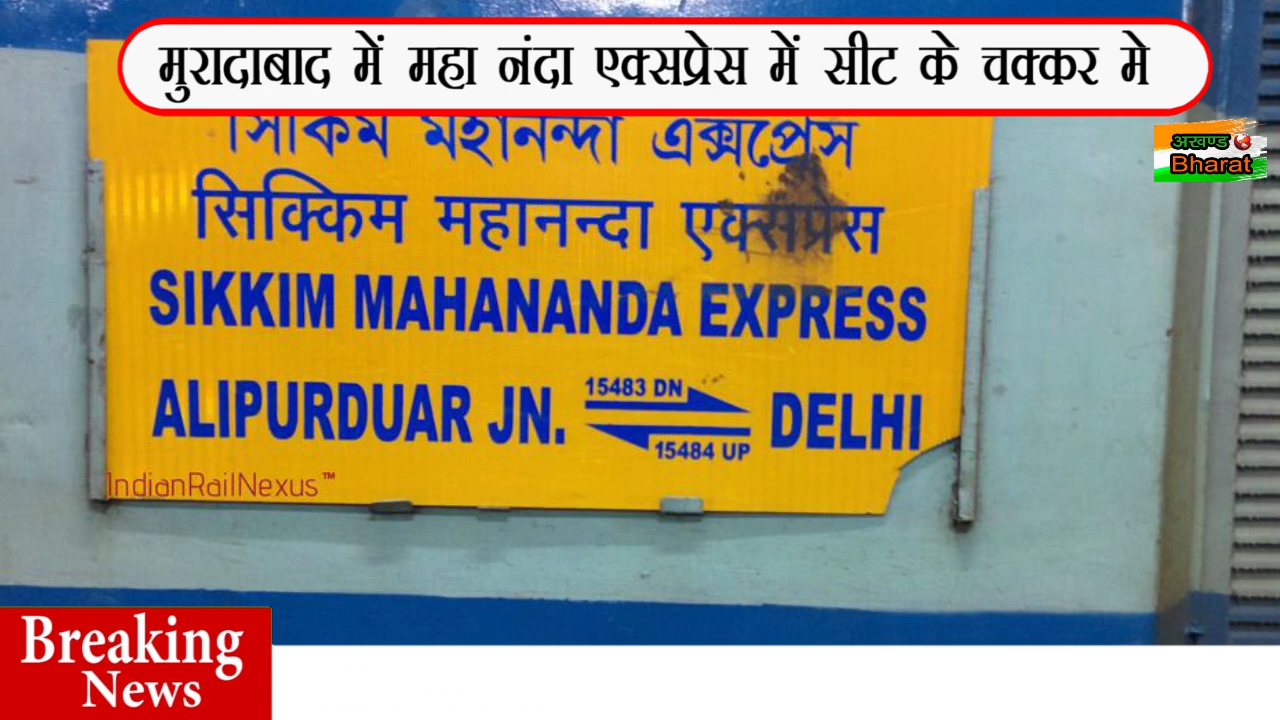 मुरादाबाद में महा नंदा एक्सप्रेस में सीट के चक्कर मे
अखण्ड
Bharat
সিকিম মহানন্দা এক্সপ্রেস
सिक्किम महानन्दा एक्सप्रेस
SIKKIM MAHANANDA EXPRESS
ALIPURDUAR JN. 15483 DN DELHI
15484 UP
IndianRailNexus™
Breaking
News